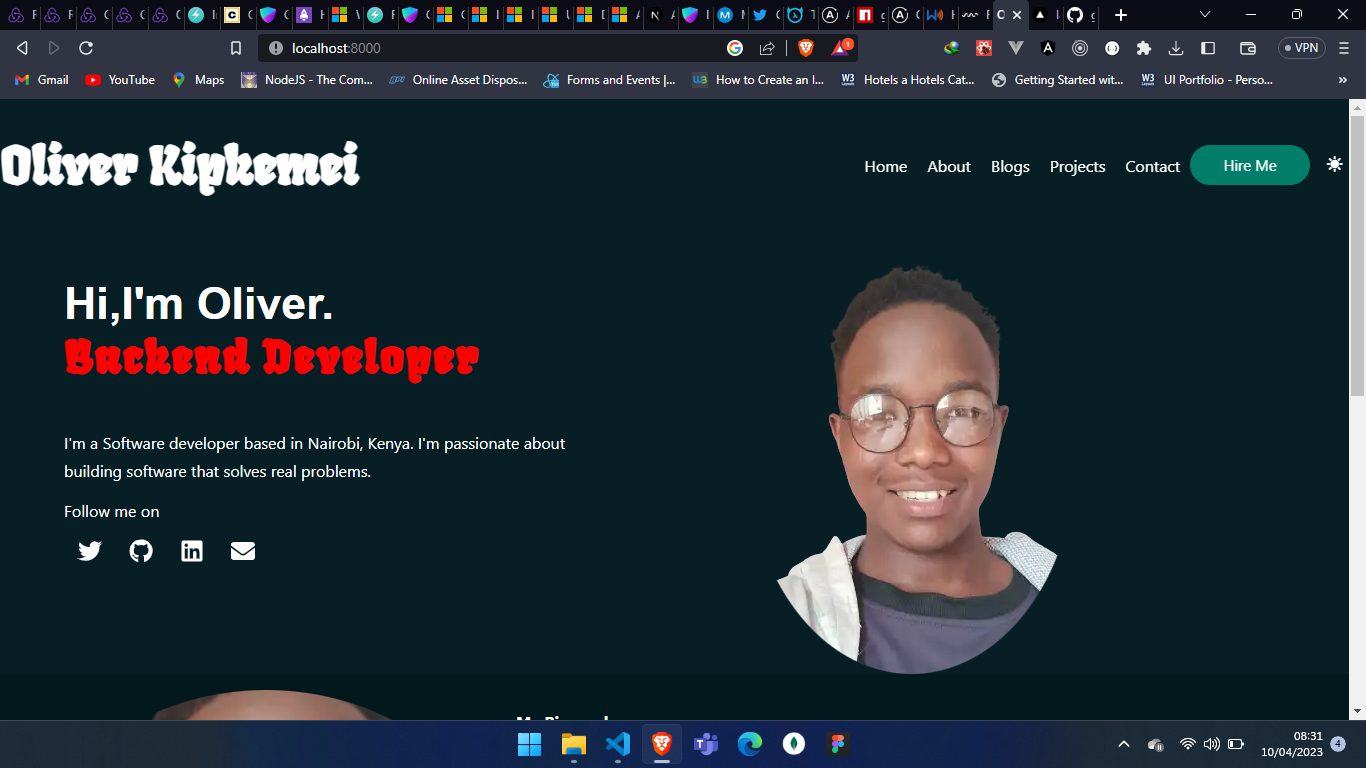 localhost:8000
1
VPN
Gmail
YouTube
Maps
NodeJS - The Com...
Online Asset Dispos...
Forms and Events |...
How to Create an I...
Hotels a Hotels Cat...
Getting Started wit...
UI Portfolio - Perso...
Oliver Kipkemei
Home
About
Blogs
Projects
Contact
Hire Me
Hi,I'm Oliver.
Backend Developer
I'm a Software developer based in Nairobi, Kenya. I'm passionate about
building software that solves real problems.
Follow me on
08:31
10/04/2023
4